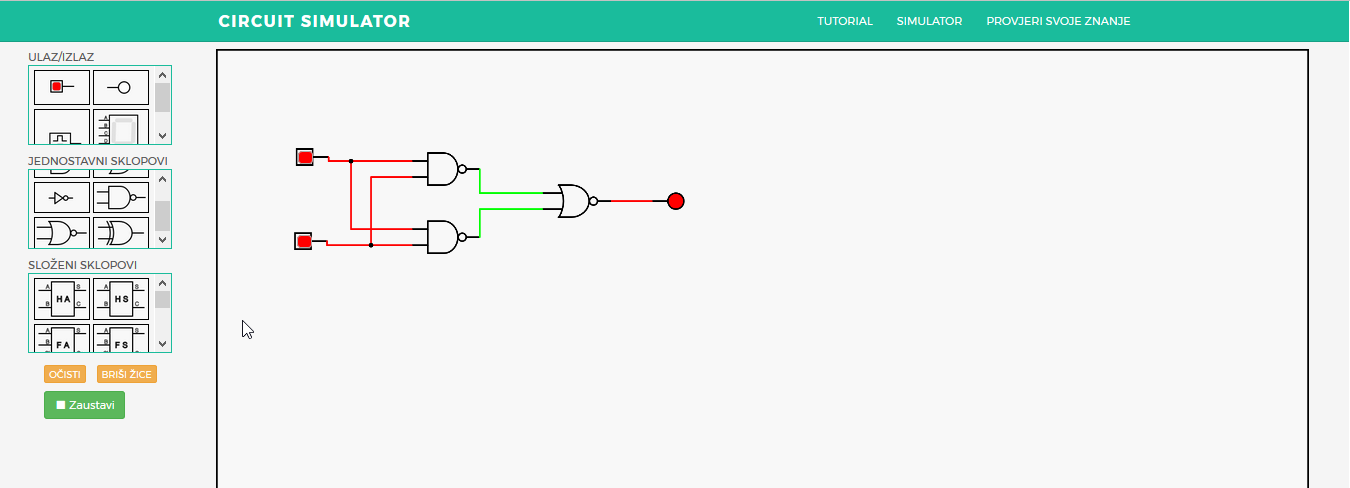 CIRCUIT SIMULATOR
TUTORIAL SIMULATOR PROVJERI SVOJE ZNANJE
ULAZ/IZLAZ
A
B
C
D
JEDNOSTAVNI SKLOPOVI
SLOŽENI SKLOPOVI
A HA S B C
A HS S B C
A FA S B
A FS S B
OČISTI BRIŠI ŽICE
Zaustavi